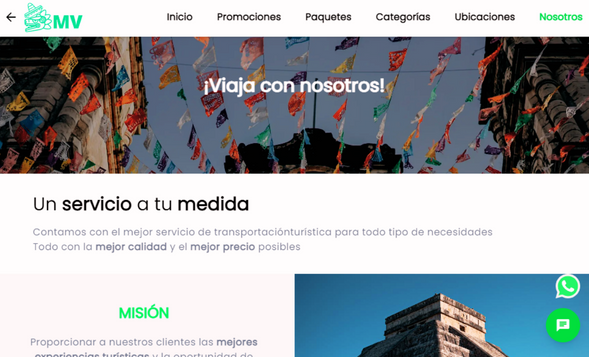 MV
Inicio Promociones Paquetes Categorías Ubicaciones Nosotros
¡Viaja con nosotros!
Un servicio a tu medida
Contamos con el mejor servicio de transportaciónturística para todo tipo de necesidades
Todo con la mejor calidad y el mejor precio posibles
MISIÓN
Proporcionar a nuestros clientes las mejores
experiencias turísticas y la oportunidad de